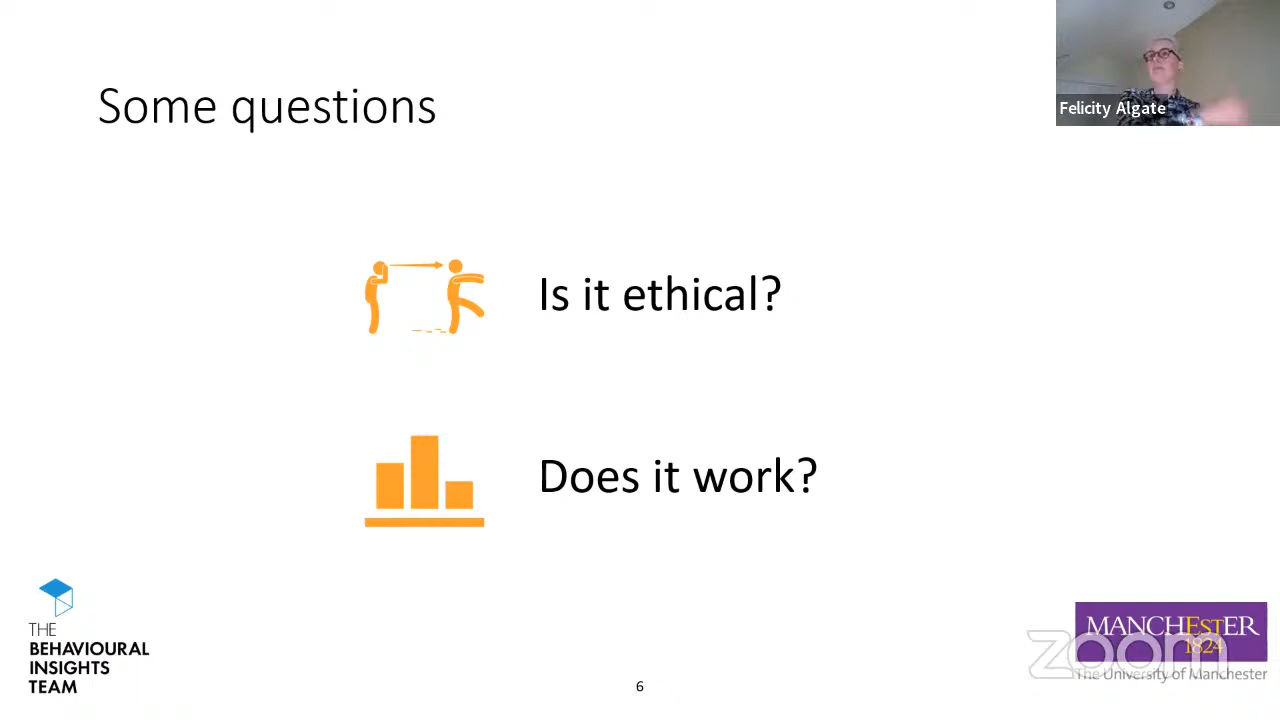 Some questions
Felicity Algate
Is it ethical?
Does it work?
THE
BEHAVIOURAL
INSIGHTS
TEAM
6
MANCHESTER
1824
The University of Manchester
zoom